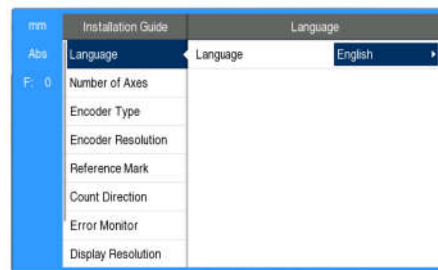 mm
Abs
F: 0
Installation Guide
Language
Number of Axes
Encoder Type
Encoder Resolution
Reference Mark
Count Direction
Error Monitor
Display Resolution
Language
Language English